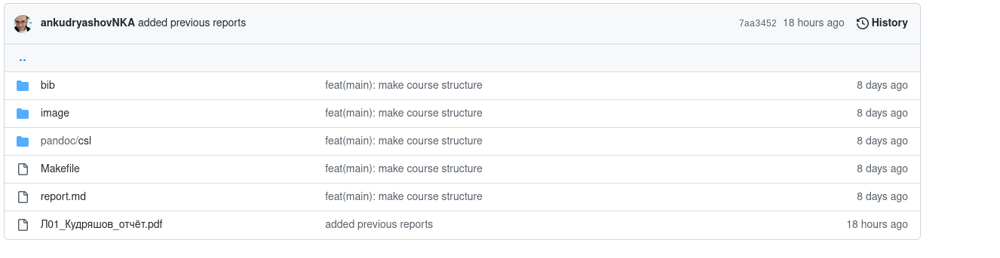 ankudryashovNKA added previous reports 7aa3452 18 hours ago History
..
bib feat(main): make course structure 8 days ago
image feat(main): make course structure 8 days ago
pandoc/csl feat(main): make course structure 8 days ago
Makefile feat(main): make course structure 8 days ago
report.md feat(main): make course structure 8 days ago
Л01_Кудряшов_отчёт.pdf added previous reports 18 hours ago